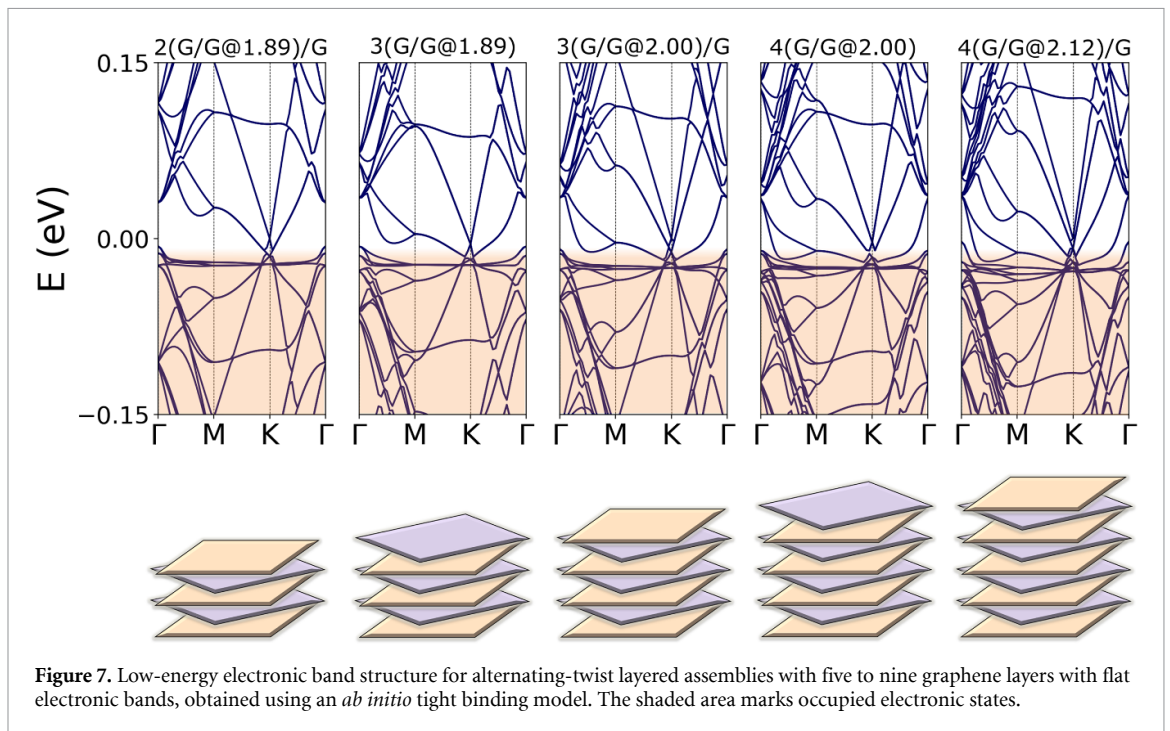 2(G/G@1.89)/G 3(G/G@1.89) 3(G/G@2.00)/G 4(G/G@2.00) 4(G/G@2.12)/G
0.15
0.00
−0.15
E (eV)
Γ M K Γ Γ M K Γ Γ M K Γ Γ M K Γ Γ M K Γ
Figure 7. Low-energy electronic band structure for alternating-twist layered assemblies with five to nine graphene layers with flat
electronic bands, obtained using an ab initio tight binding model. The shaded area marks occupied electronic states.